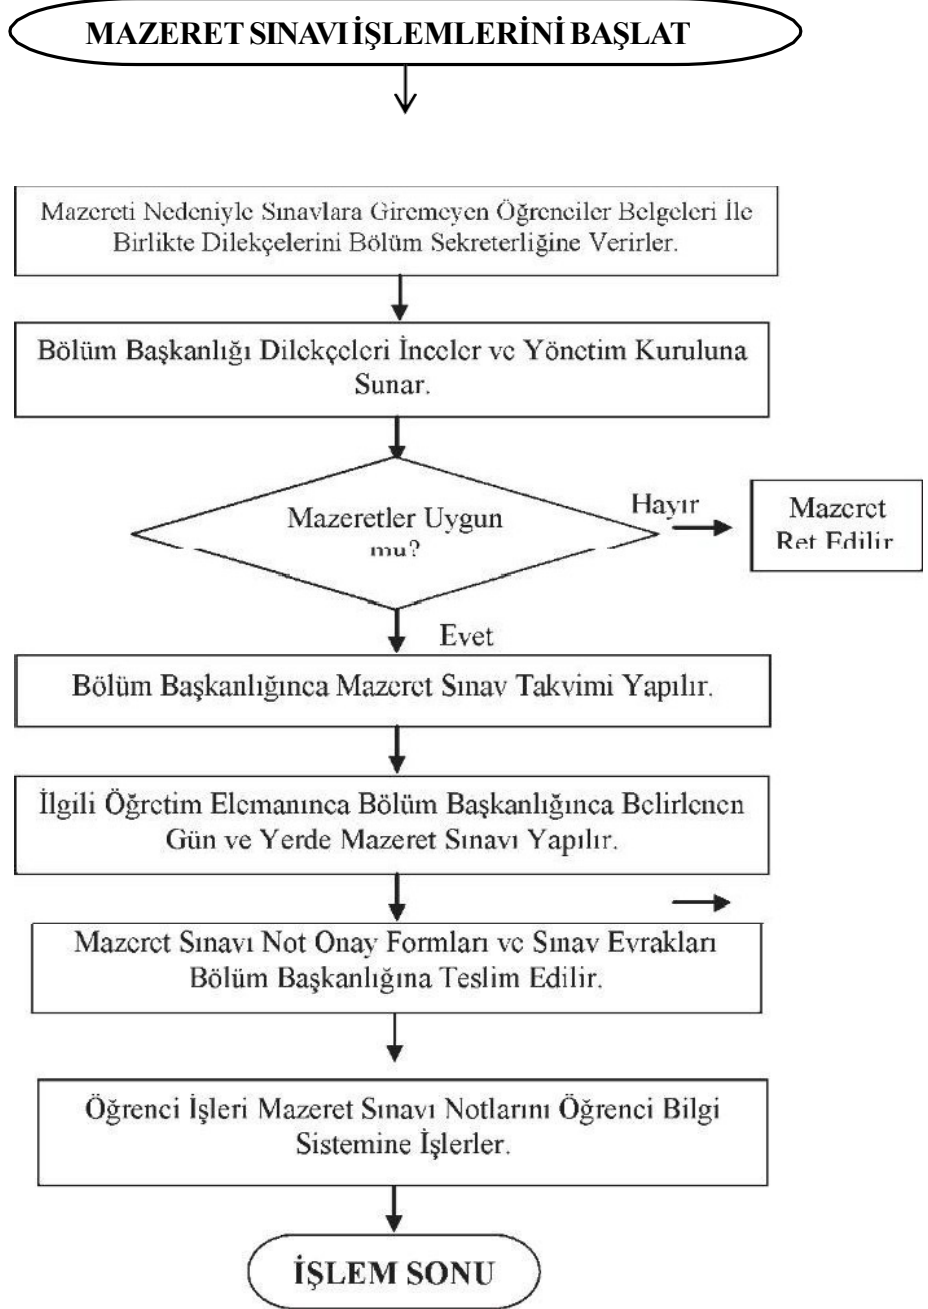 MAZERET SINAVI İŞLEMLERİNİ BAŞLAT
Mazereti Nedeniyle Sınavlara Giremeyen Öğrenciler Belgeleri İle
Birlikte Dilekçelerini Bölüm Sekreterliğine Verirler.
Bölüm Başkanlığı Dilekçeleri İnceler ve Yönetim Kuruluna
Sunar.
Mazeretler Uygun
mu?
Hayır
Mazeret
Ret Edilir
Evet
Bölüm Başkanlığınca Mazeret Sınav Takvimi Yapılır.
İlgili Öğretim Elemanınca Bölüm Başkanlığınca Belirlenen
Gün ve Yerde Mazeret Sınavı Yapılır.
Mazeret Sınavı Not Onay Formları ve Sınav Evrakları
Bölüm Başkanlığına Teslim Edilir.
Öğrenci İşleri Mazeret Sınavı Notlarını Öğrenci Bilgi
Sistemine İşlerler.
İŞLEM SONU